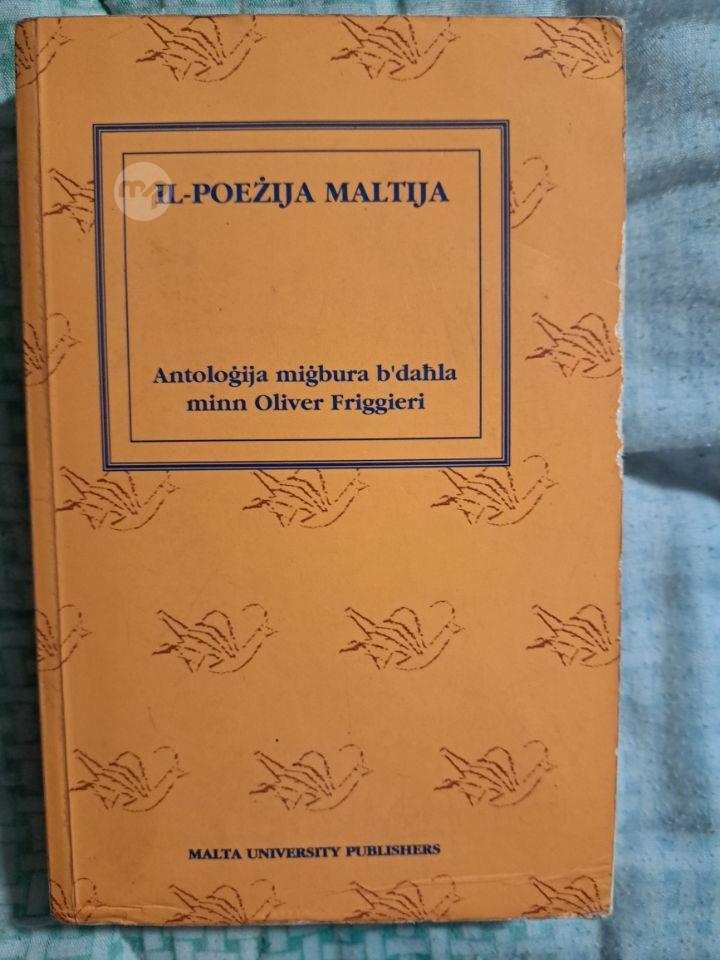 IL-POEŻIJA MALTIJA
Antoloġija miġbura b'daħla
minn Oliver Friggieri
MALTA UNIVERSITY PUBLISHERS